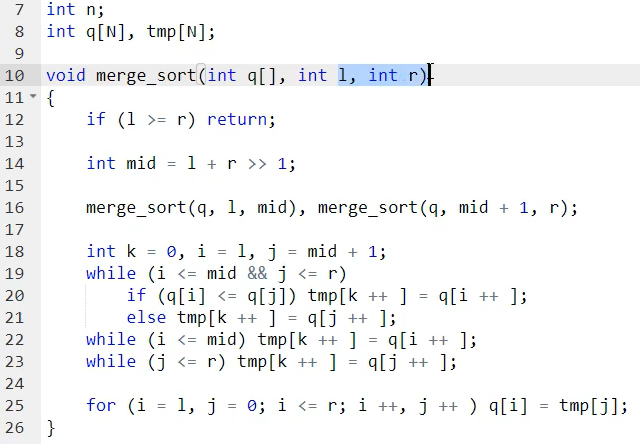 7 int n;
8 int q[N], tmp[N];
9
10 void merge_sort(int q[], int l, int r)
11 {
12     if (l >= r) return;
13
14     int mid = l + r >> 1;
15
16     merge_sort(q, l, mid), merge_sort(q, mid + 1, r);
17
18     int k = 0, i = l, j = mid + 1;
19     while (i <= mid && j <= r)
20         if (q[i] <= q[j]) tmp[k ++ ] = q[i ++ ];
21         else tmp[k ++ ] = q[j ++ ];
22     while (i <= mid) tmp[k ++ ] = q[i ++ ];
23     while (j <= r) tmp[k ++ ] = q[j ++ ];
24
25     for (i = l, j = 0; i <= r; i ++, j ++ ) q[i] = tmp[j];
26 }